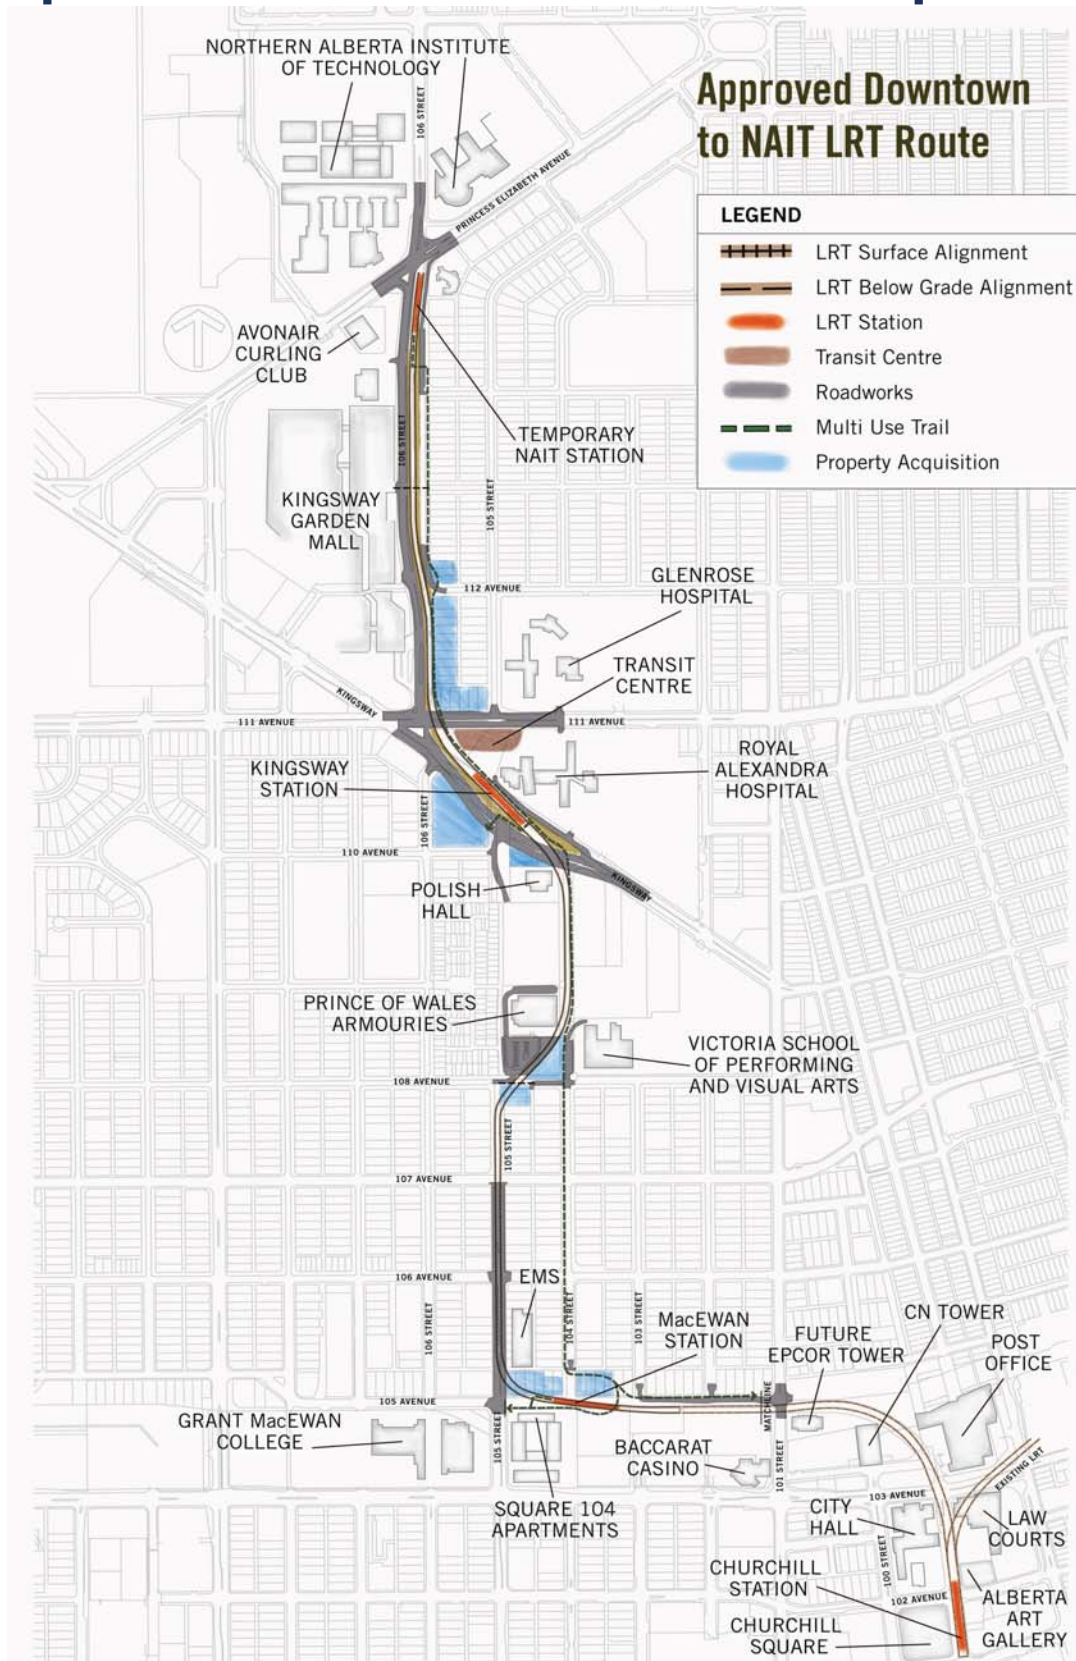 Approved Downtown
to NAIT LRT Route
LEGEND
LRT Surface Alignment
LRT Below Grade Alignment
LRT Station
Transit Centre
Roadworks
Multi Use Trail
Property Acquisition
NORTHERN ALBERTA INSTITUTE
OF TECHNOLOGY
106 STREET
PRINCESS ELIZABETH AVENUE
AVONAIR
CURLING
CLUB
TEMPORARY
NAIT STATION
106 STREET
105 STREET
KINGSWAY
GARDEN
MALL
112 AVENUE
GLENROSE
HOSPITAL
TRANSIT
CENTRE
KINGSWAY
111 AVENUE
111 AVENUE
KINGSWAY
STATION
ROYAL
ALEXANDRA
HOSPITAL
106 STREET
110 AVENUE
KINGSWAY
POLISH
HALL
PRINCE OF WALES
ARMOURIES
VICTORIA SCHOOL
OF PERFORMING
AND VISUAL ARTS
108 AVENUE
105 STREET
107 AVENUE
106 AVENUE
EMS
106 STREET
104 STREET
103 STREET
MacEWAN
STATION
FUTURE
EPCOR TOWER
CN TOWER
POST
OFFICE
MATCHLINE
105 AVENUE
GRANT MacEWAN
COLLEGE
105 STREET
BACCARAT
CASINO
101 STREET
EXISTING LRT
103 AVENUE
SQUARE 104
APARTMENTS
CITY
HALL
LAW
COURTS
100 STREET
CHURCHILL
STATION
102 AVENUE
ALBERTA
ART
GALLERY
CHURCHILL
SQUARE